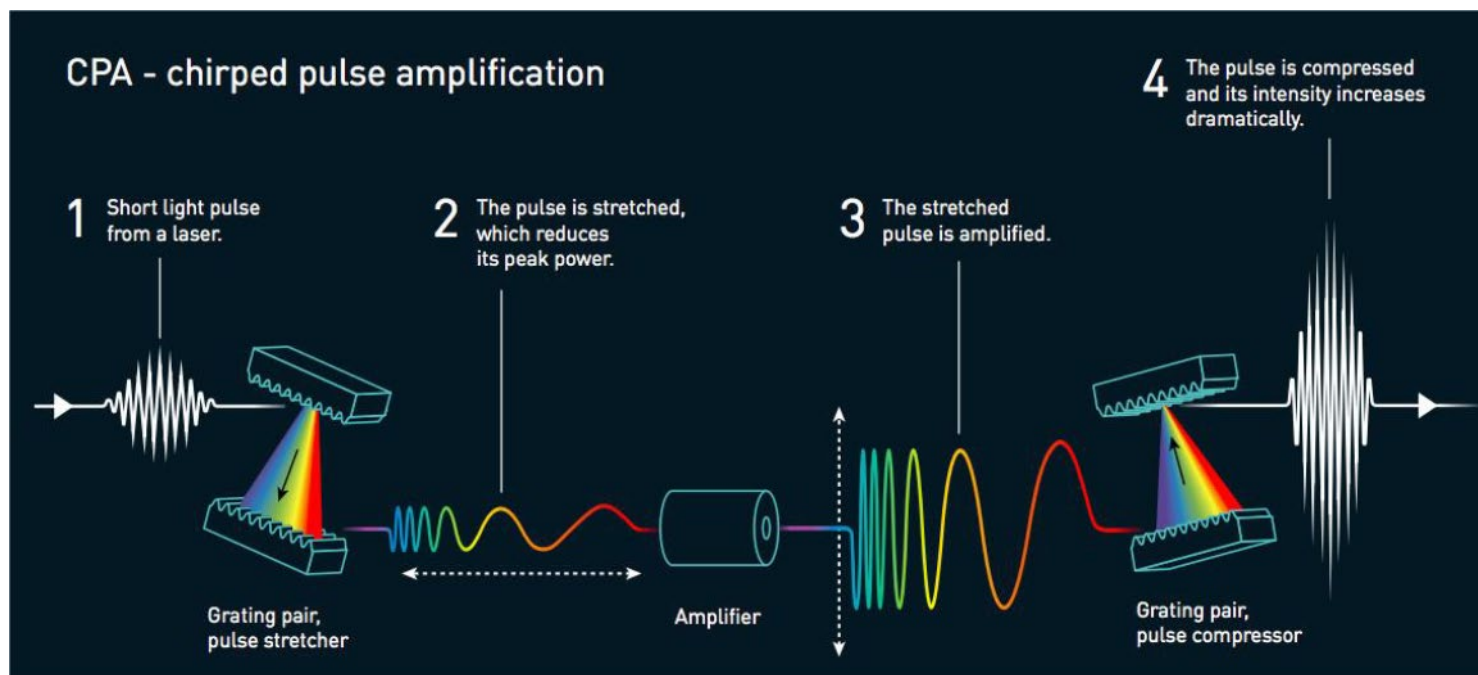 CPA - chirped pulse amplification
1
Short light pulse
from a laser.
2
The pulse is stretched,
which reduces
its peak power.
3
The stretched
pulse is amplified.
4
The pulse is compressed
and its intensity increases
dramatically.
Grating pair,
pulse stretcher
Amplifier
Grating pair,
pulse compressor